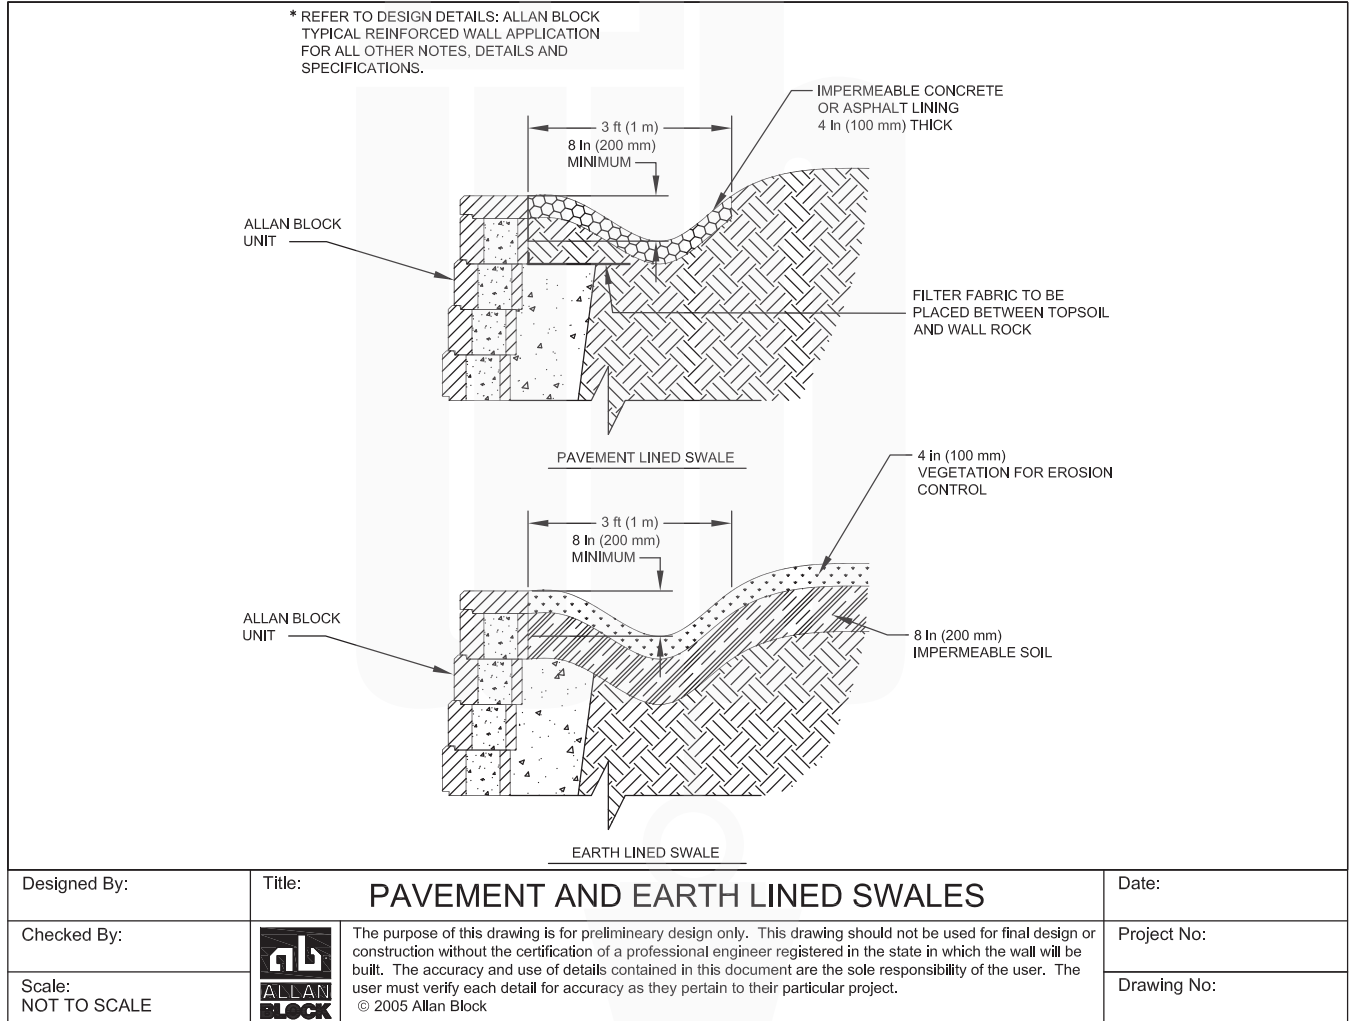 * REFER TO DESIGN DETAILS: ALLAN BLOCK
TYPICAL REINFORCED WALL APPLICATION
FOR ALL OTHER NOTES, DETAILS AND
SPECIFICATIONS.
IMPERMEABLE CONCRETE
OR ASPHALT LINING
4 In (100 mm) THICK
3 ft (1 m)
8 In (200 mm)
MINIMUM
ALLAN BLOCK
UNIT
FILTER FABRIC TO BE
PLACED BETWEEN TOPSOIL
AND WALL ROCK
PAVEMENT LINED SWALE
4 in (100 mm)
VEGETATION FOR EROSION
CONTROL
3 ft (1 m)
8 In (200 mm)
MINIMUM
ALLAN BLOCK
UNIT
8 In (200 mm)
IMPERMEABLE SOIL
EARTH LINED SWALE
Designed By:
Title:
PAVEMENT AND EARTH LINED SWALES
Date:
Checked By:
Project No:
Scale:
NOT TO SCALE
ab
ALLAN
BLOCK
The purpose of this drawing is for prelimineary design only. This drawing should not be used for final design or
construction without the certification of a professional engineer registered in the state in which the wall will be
built. The accuracy and use of details contained in this document are the sole responsibility of the user. The
user must verify each detail for accuracy as they pertain to their particular project.
© 2005 Allan Block
Drawing No: